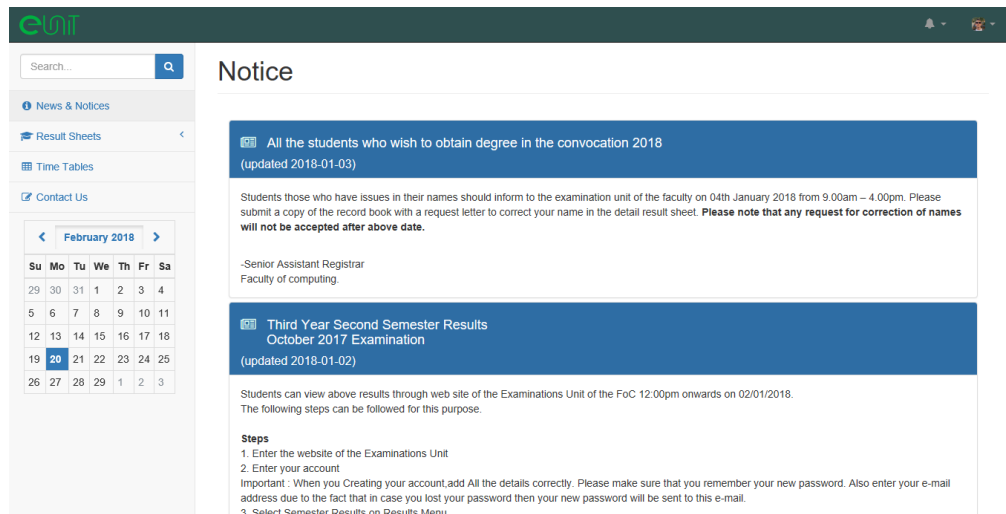 eUNIT
Search...
Notice
News & Notices
Result Sheets
Time Tables
Contact Us
February 2018
Su Mo Tu We Th Fr Sa
29 30 31 1 2 3 4
5 6 7 8 9 10 11
12 13 14 15 16 17 18
19 20 21 22 23 24 25
26 27 28 29 1 2 3
All the students who wish to obtain degree in the convocation 2018
(updated 2018-01-03)
Students those who have issues in their names should inform to the examination unit of the faculty on 04th January 2018 from 9.00am – 4.00pm. Please
submit a copy of the record book with a request letter to correct your name in the detail result sheet. Please note that any request for correction of names
will not be accepted after above date.
-Senior Assistant Registrar
Faculty of computing.
Third Year Second Semester Results
October 2017 Examination
(updated 2018-01-02)
Students can view above results through web site of the Examinations Unit of the FoC 12:00pm onwards on 02/01/2018.
The following steps can be followed for this purpose.
Steps
1. Enter the website of the Examinations Unit
2. Enter your account
Important : When you Creating your account,add All the details correctly. Please make sure that you remember your new password. Also enter your e-mail
address due to the fact that in case you lost your password then your new password will be sent to this e-mail.
3. Select Semester Results on Results Menu